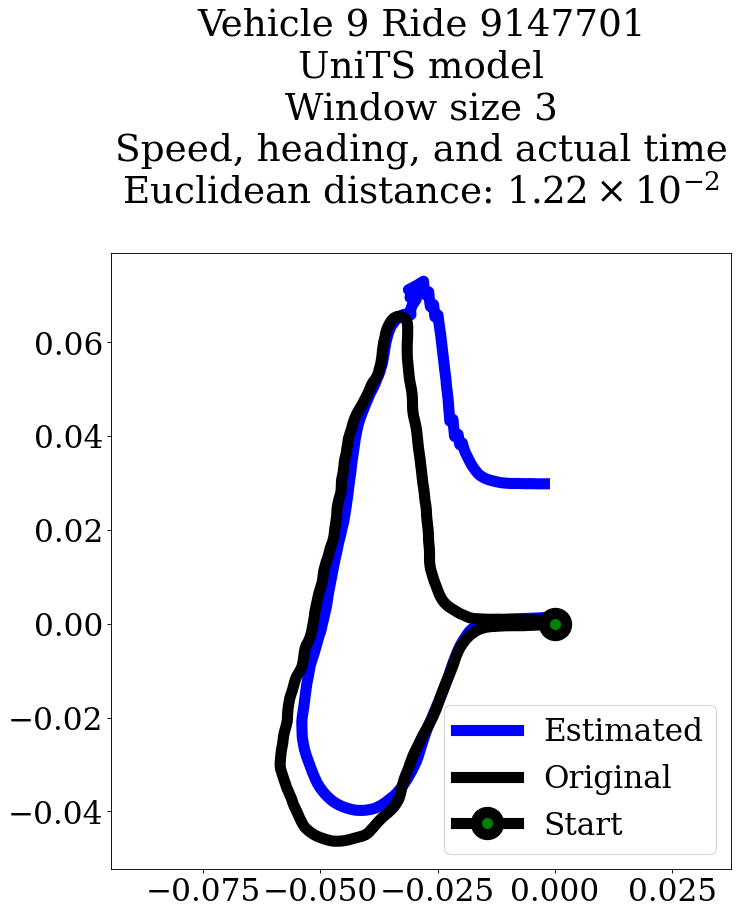 Vehicle 9 Ride 9147701
UniTS model
Window size 3
Speed, heading, and actual time
Euclidean distance: 1.22 × 10⁻²
0.06
0.04
0.02
0.00
−0.02
−0.04
Estimated
Original
Start
−0.075 −0.050 −0.025 0.000 0.025